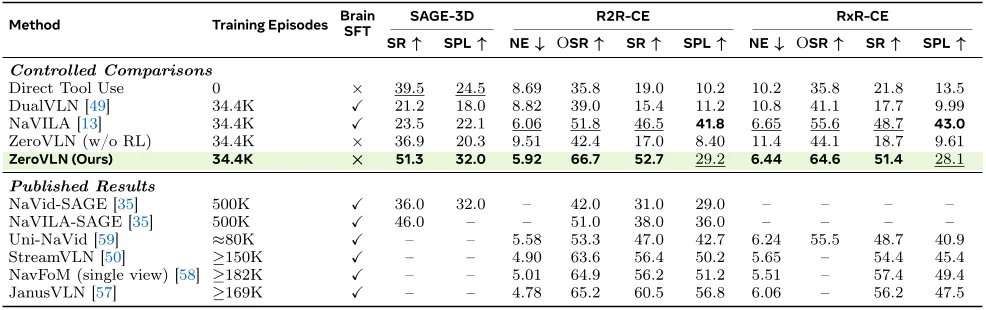 Method Training Episodes Brain SFT SAGE-3D R2R-CE RxR-CE
SR ↑ SPL ↑ NE ↓ OSR ↑ SR ↑ SPL ↑ NE ↓ OSR ↑ SR ↑ SPL ↑
Controlled Comparisons
Direct Tool Use 0 × 39.5 24.5 8.69 35.8 19.0 10.2 10.2 35.8 21.8 13.5
DualVLN [49] 34.4K ✓ 21.2 18.0 8.82 39.0 15.4 11.2 10.8 41.1 17.7 9.99
NaVILA [13] 34.4K ✓ 23.5 22.1 6.06 51.8 46.5 41.8 6.65 55.6 48.7 43.0
ZeroVLN (w/o RL) 34.4K × 36.9 20.3 9.51 42.4 17.0 8.40 11.4 44.1 18.7 9.61
ZeroVLN (Ours) 34.4K × 51.3 32.0 5.92 66.7 52.7 29.2 6.44 64.6 51.4 28.1
Published Results
NaVid-SAGE [35] 500K ✓ 36.0 32.0 – 42.0 31.0 29.0 – – – –
NaVILA-SAGE [35] 500K ✓ 46.0 – – 51.0 38.0 36.0 – – – –
Uni-NaVid [59] ≈80K ✓ – – 5.58 53.3 47.0 42.7 6.24 55.5 48.7 40.9
StreamVLN [50] ≥150K ✓ – – 4.90 63.6 56.4 50.2 5.65 – 54.4 45.4
NavFoM (single view) [58] ≥182K ✓ – – 5.01 64.9 56.2 51.2 5.51 – 57.4 49.4
JanusVLN [57] ≥169K ✓ – – 4.78 65.2 60.5 56.8 6.06 – 56.2 47.5